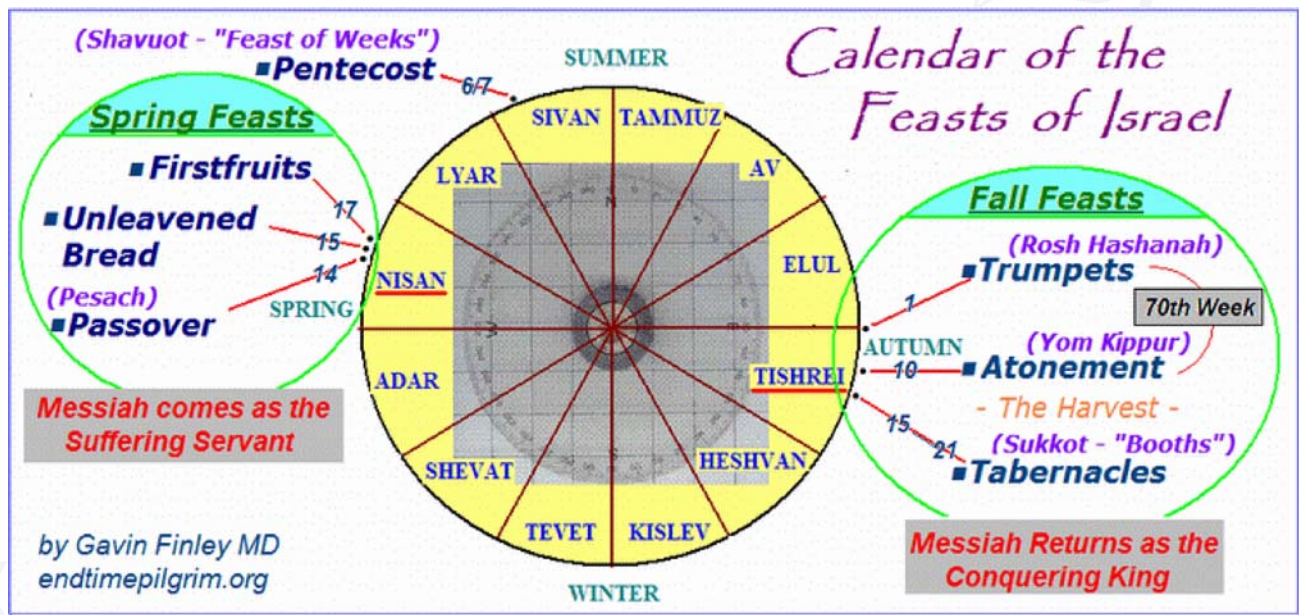 Calendar of the
Feasts of Israel
(Shavuot - "Feast of Weeks")
■Pentecost
6/7
Spring Feasts
■Firstfruits
17
■Unleavened
Bread
15
14
(Pesach)
■Passover
SPRING
Messiah comes as the
Suffering Servant
by Gavin Finley MD
endtimepilgrim.org
SUMMER
SIVAN
TAMMUZ
LYAR
AV
NISAN
ELUL
ADAR
TISHREI
SHEVAT
HESHVAN
TEVET
KISLEV
WINTER
AUTUMN
Fall Feasts
(Rosh Hashanah)
■Trumpets
1
70th Week
(Yom Kippur)
■Atonement
10
- The Harvest -
(Sukkot - "Booths")
■Tabernacles
15
21
Messiah Returns as the
Conquering King